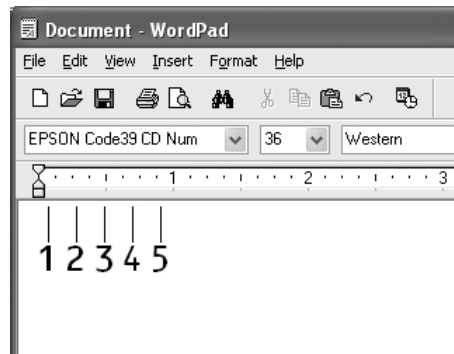 Document - WordPad
File Edit View Insert Format Help
EPSON Code39 CD Num 36 Western
1 2 3
1 2 3 4 5